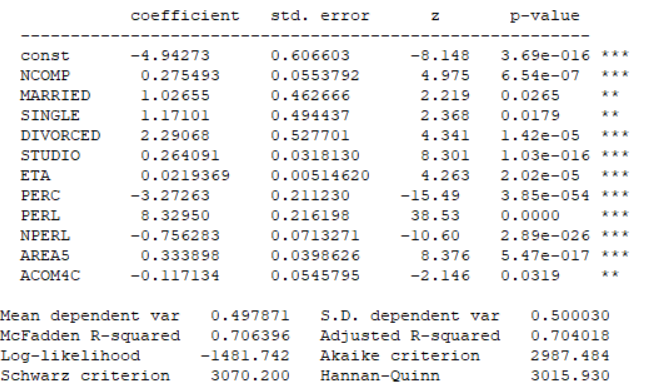 coefficient std. error z p-value
---------------------------------------------------------
const -4.94273 0.606603 -8.148 3.69e-016 ***
NCOMP 0.275493 0.0553792 4.975 6.54e-07 ***
MARRIED 1.02655 0.462666 2.219 0.0265 **
SINGLE 1.17101 0.494437 2.368 0.0179 **
DIVORCED 2.29068 0.527701 4.341 1.42e-05 ***
STUDIO 0.264091 0.0318130 8.301 1.03e-016 ***
ETA 0.0219369 0.00514620 4.263 2.02e-05 ***
PERC -3.27263 0.211230 -15.49 3.85e-054 ***
PERL 8.32950 0.216198 38.53 0.0000 ***
NPERL -0.756283 0.0713271 -10.60 2.89e-026 ***
AREA5 0.333898 0.0398626 8.376 5.47e-017 ***
ACOM4C -0.117134 0.0545795 -2.146 0.0319 **
Mean dependent var 0.497871 S.D. dependent var 0.500030
McFadden R-squared 0.706396 Adjusted R-squared 0.704018
Log-likelihood -1481.742 Akaike criterion 2987.484
Schwarz criterion 3070.200 Hannan-Quinn 3015.930